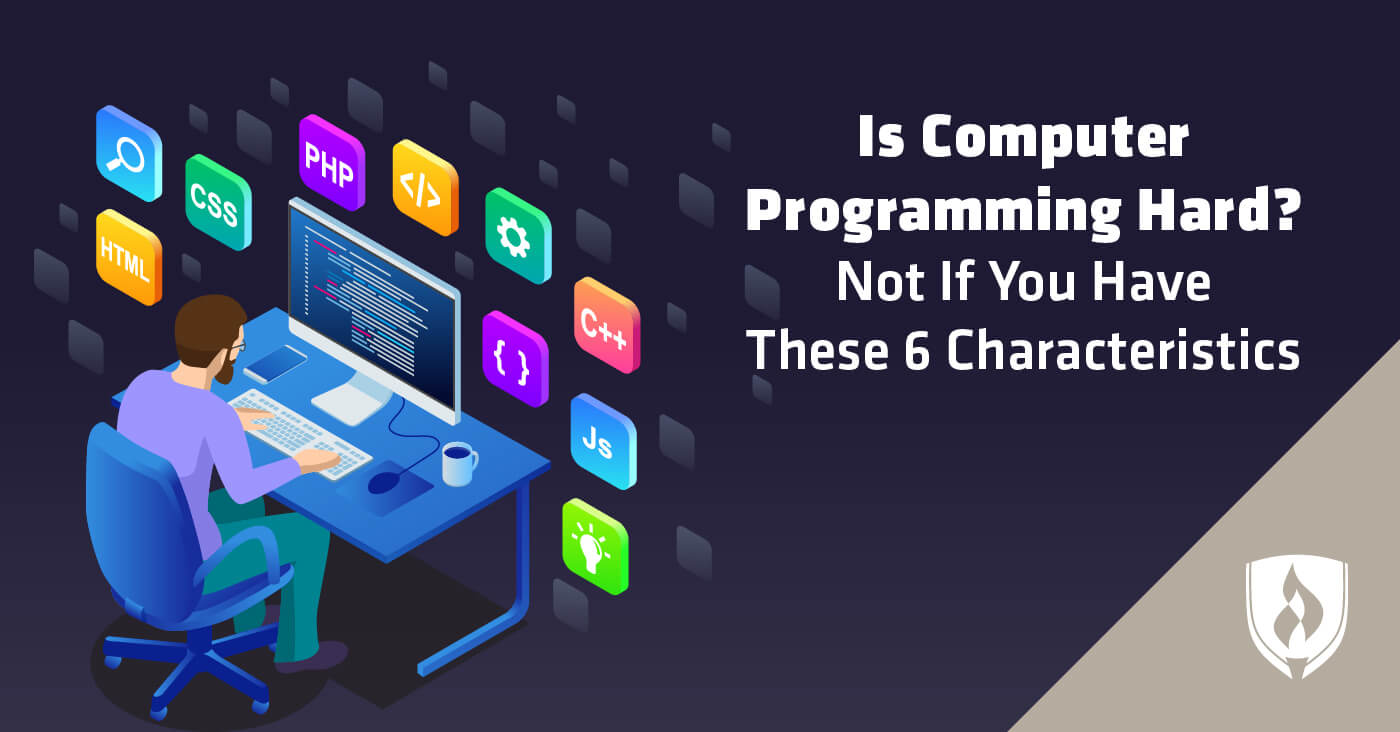 Is Computer
Programming Hard?
Not If You Have
These 6 Characteristics
PHP
</>
CSS
HTML
C++
{ }
Js